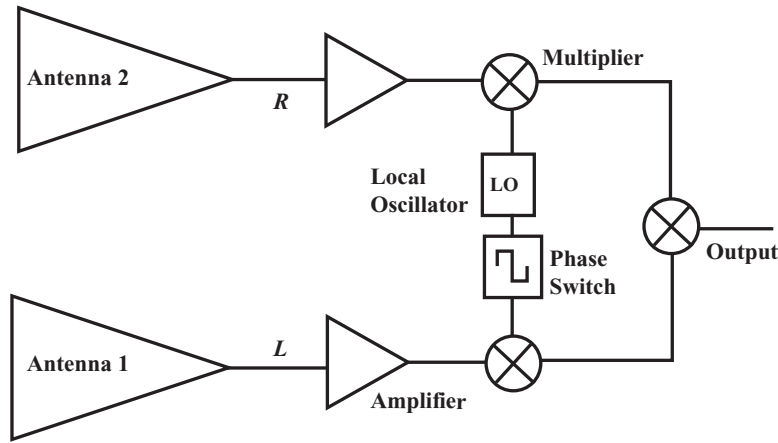 Antenna 2
R
Multiplier
Local
Oscillator
LO
Phase
Switch
Output
Antenna 1
L
Amplifier